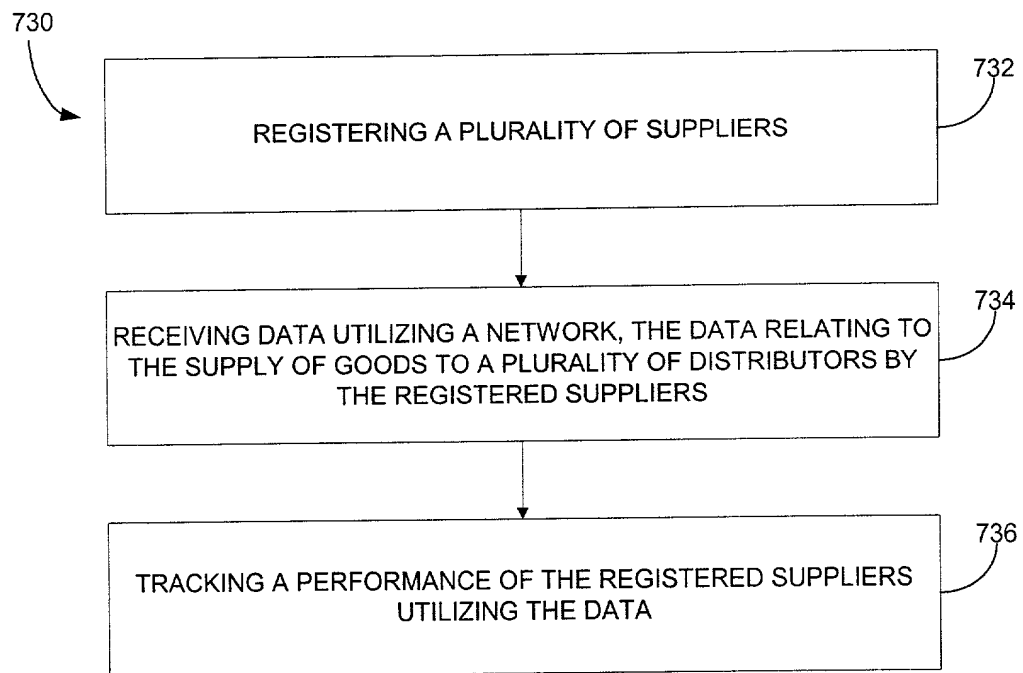 730
732
REGISTERING A PLURALITY OF SUPPLIERS
734
RECEIVING DATA UTILIZING A NETWORK, THE DATA RELATING TO
THE SUPPLY OF GOODS TO A PLURALITY OF DISTRIBUTORS BY
THE REGISTERED SUPPLIERS
736
TRACKING A PERFORMANCE OF THE REGISTERED SUPPLIERS
UTILIZING THE DATA